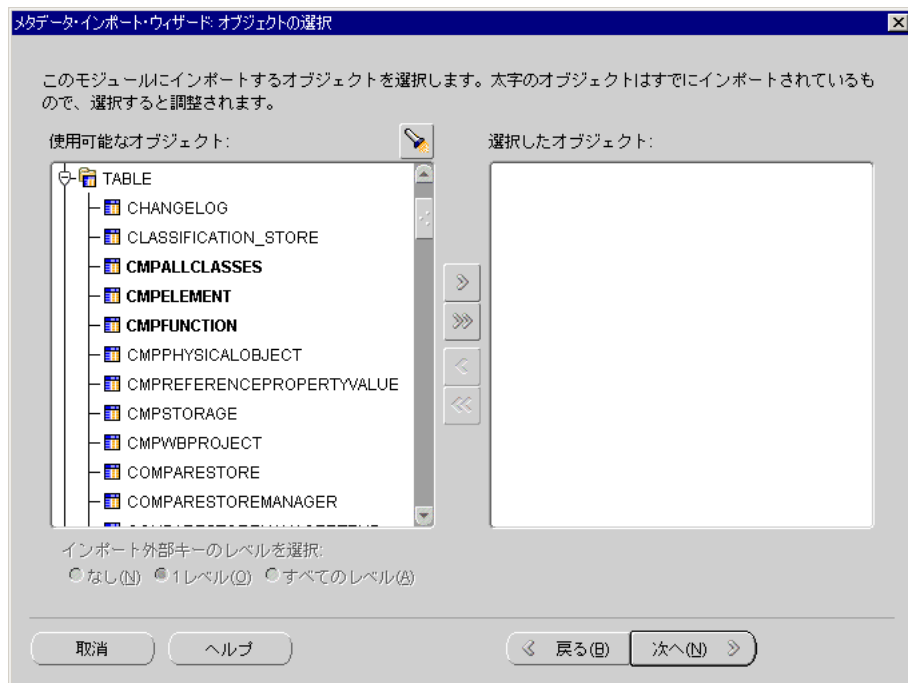 メタデータ・インポート・ウィザード: オブジェクトの選択
このモジュールにインポートするオブジェクトを選択します。太字のオブジェクトはすでにインポートされているも
ので、選択すると調整されます。
使用可能なオブジェクト:
選択したオブジェクト:
TABLE
CHANGELOG
CLASSIFICATION_STORE
CMPALLCLASSES
CMPELEMENT
CMPFUNCTION
CMPPHYSICALOBJECT
CMPREFERENCEPROPERTYVALUE
CMPSTORAGE
CMPWBPROJECT
COMPARESTORE
COMPARESTOREMANAGER
インポート外部キーのレベルを選択:
なし(N) 1レベル(O) すべてのレベル(A)
取消 ヘルプ 戻る(B) 次へ(N)